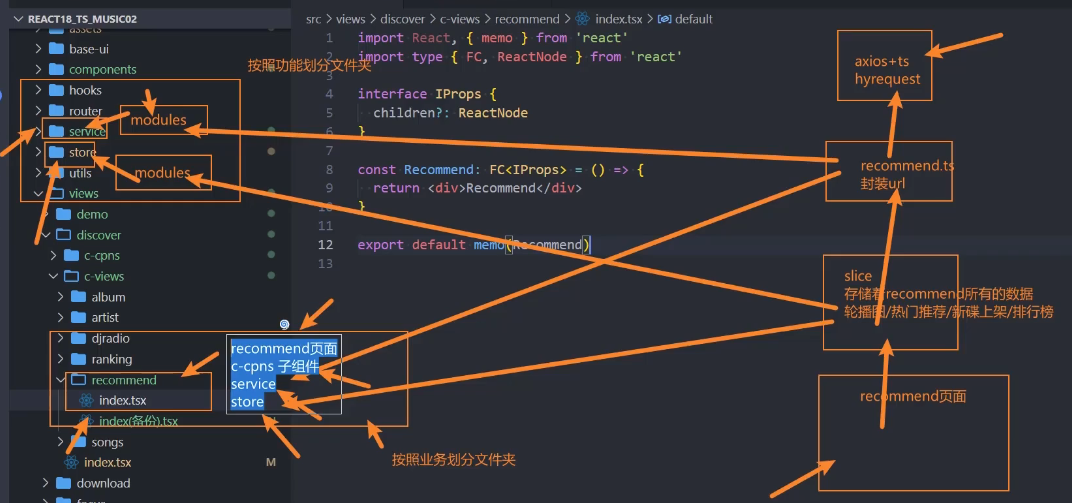 REACT18_TS_MUSIC02
assets
base-ui
components
hooks
router
service
store
utils
views
demo
discover
c-cpns
c-views
album
artist
djradio
ranking
recommend
index.tsx
index(备份).tsx
songs
index.tsx M
download
focus
按照功能划分文件夹
modules
modules
recommend页面
c-cpns 子组件
service
store
按照业务划分文件夹
src > views > discover > c-views > recommend > index.tsx > default
1 import React, { memo } from 'react'
2 import type { FC, ReactNode } from 'react'
3
4 interface IProps {
5 children?: ReactNode
6 }
7
8 const Recommend: FC<IProps> = () => {
9 return <div>Recommend</div>
10 }
11
12 export default memo(Recommend)
13
axios+ts
hyrequest
recommend.ts
封装url
slice
存储着recommend所有的数据
轮播图/热门推荐/新碟上架/排行榜
recommend页面